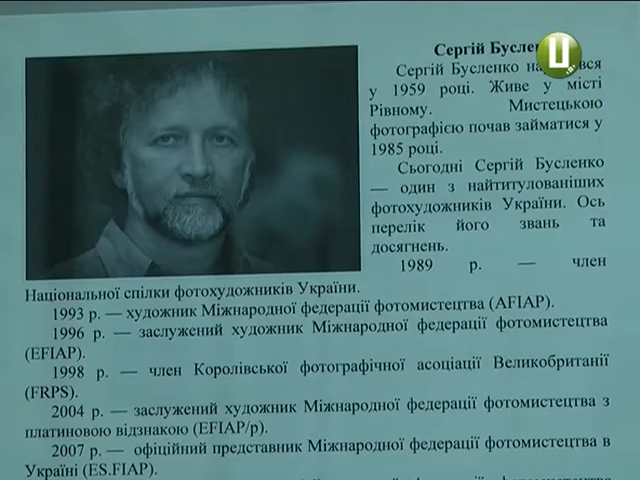 Сергій Бусленко
Сергій Бусленко народився
у 1959 році. Живе у місті
Рівному. Мистецькою
фотографією почав займатися у
1985 році.
Сьогодні Сергій Бусленко
— один з найтитулованіших
фотохудожників України. Ось
перелік його звань та
досягнень.
1989 р. — член
Національної спілки фотохудожників України.
1993 р. — художник Міжнародної федерації фотомистецтва (AFIAP).
1996 р. — заслужений художник Міжнародної федерації фотомистецтва
(EFIAP).
1998 р. — член Королівської фотографічної асоціації Великобританії
(FRPS).
2004 р. — заслужений художник Міжнародної федерації фотомистецтва з
платиновою відзнакою (EFIAP/p).
2007 р. — офіційний представник Міжнародної федерації фотомистецтва в
Україні (ES.FIAP).